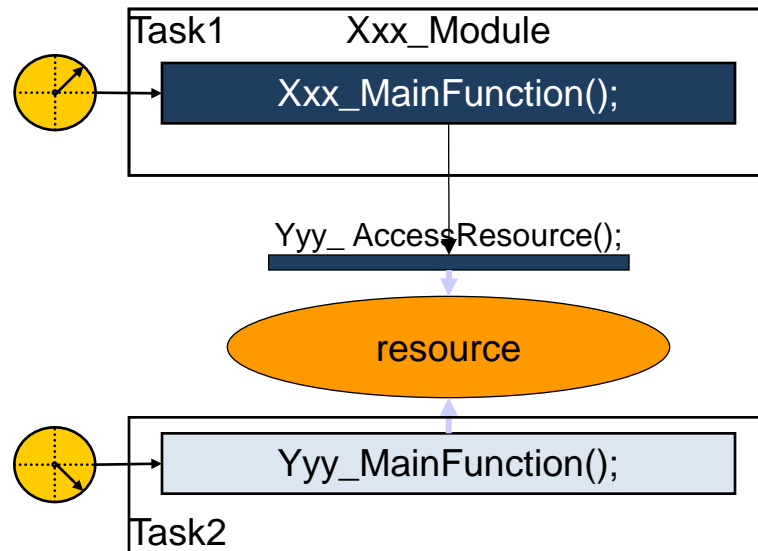 Task1 Xxx_Module
Xxx_MainFunction();
Yyy_ AccessResource();
resource
Yyy_MainFunction();
Task2